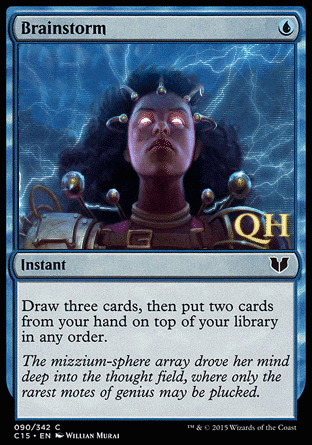 Brainstorm
QH
Instant
Draw three cards, then put two cards
from your hand on top of your library
in any order.
The mizzium-sphere array drove her mind
deep into the thought field, where only the
rarest motes of genius may be plucked.
090/342 C
C15 • EN Willian Murai
™ & © 2015 Wizards of the Coast